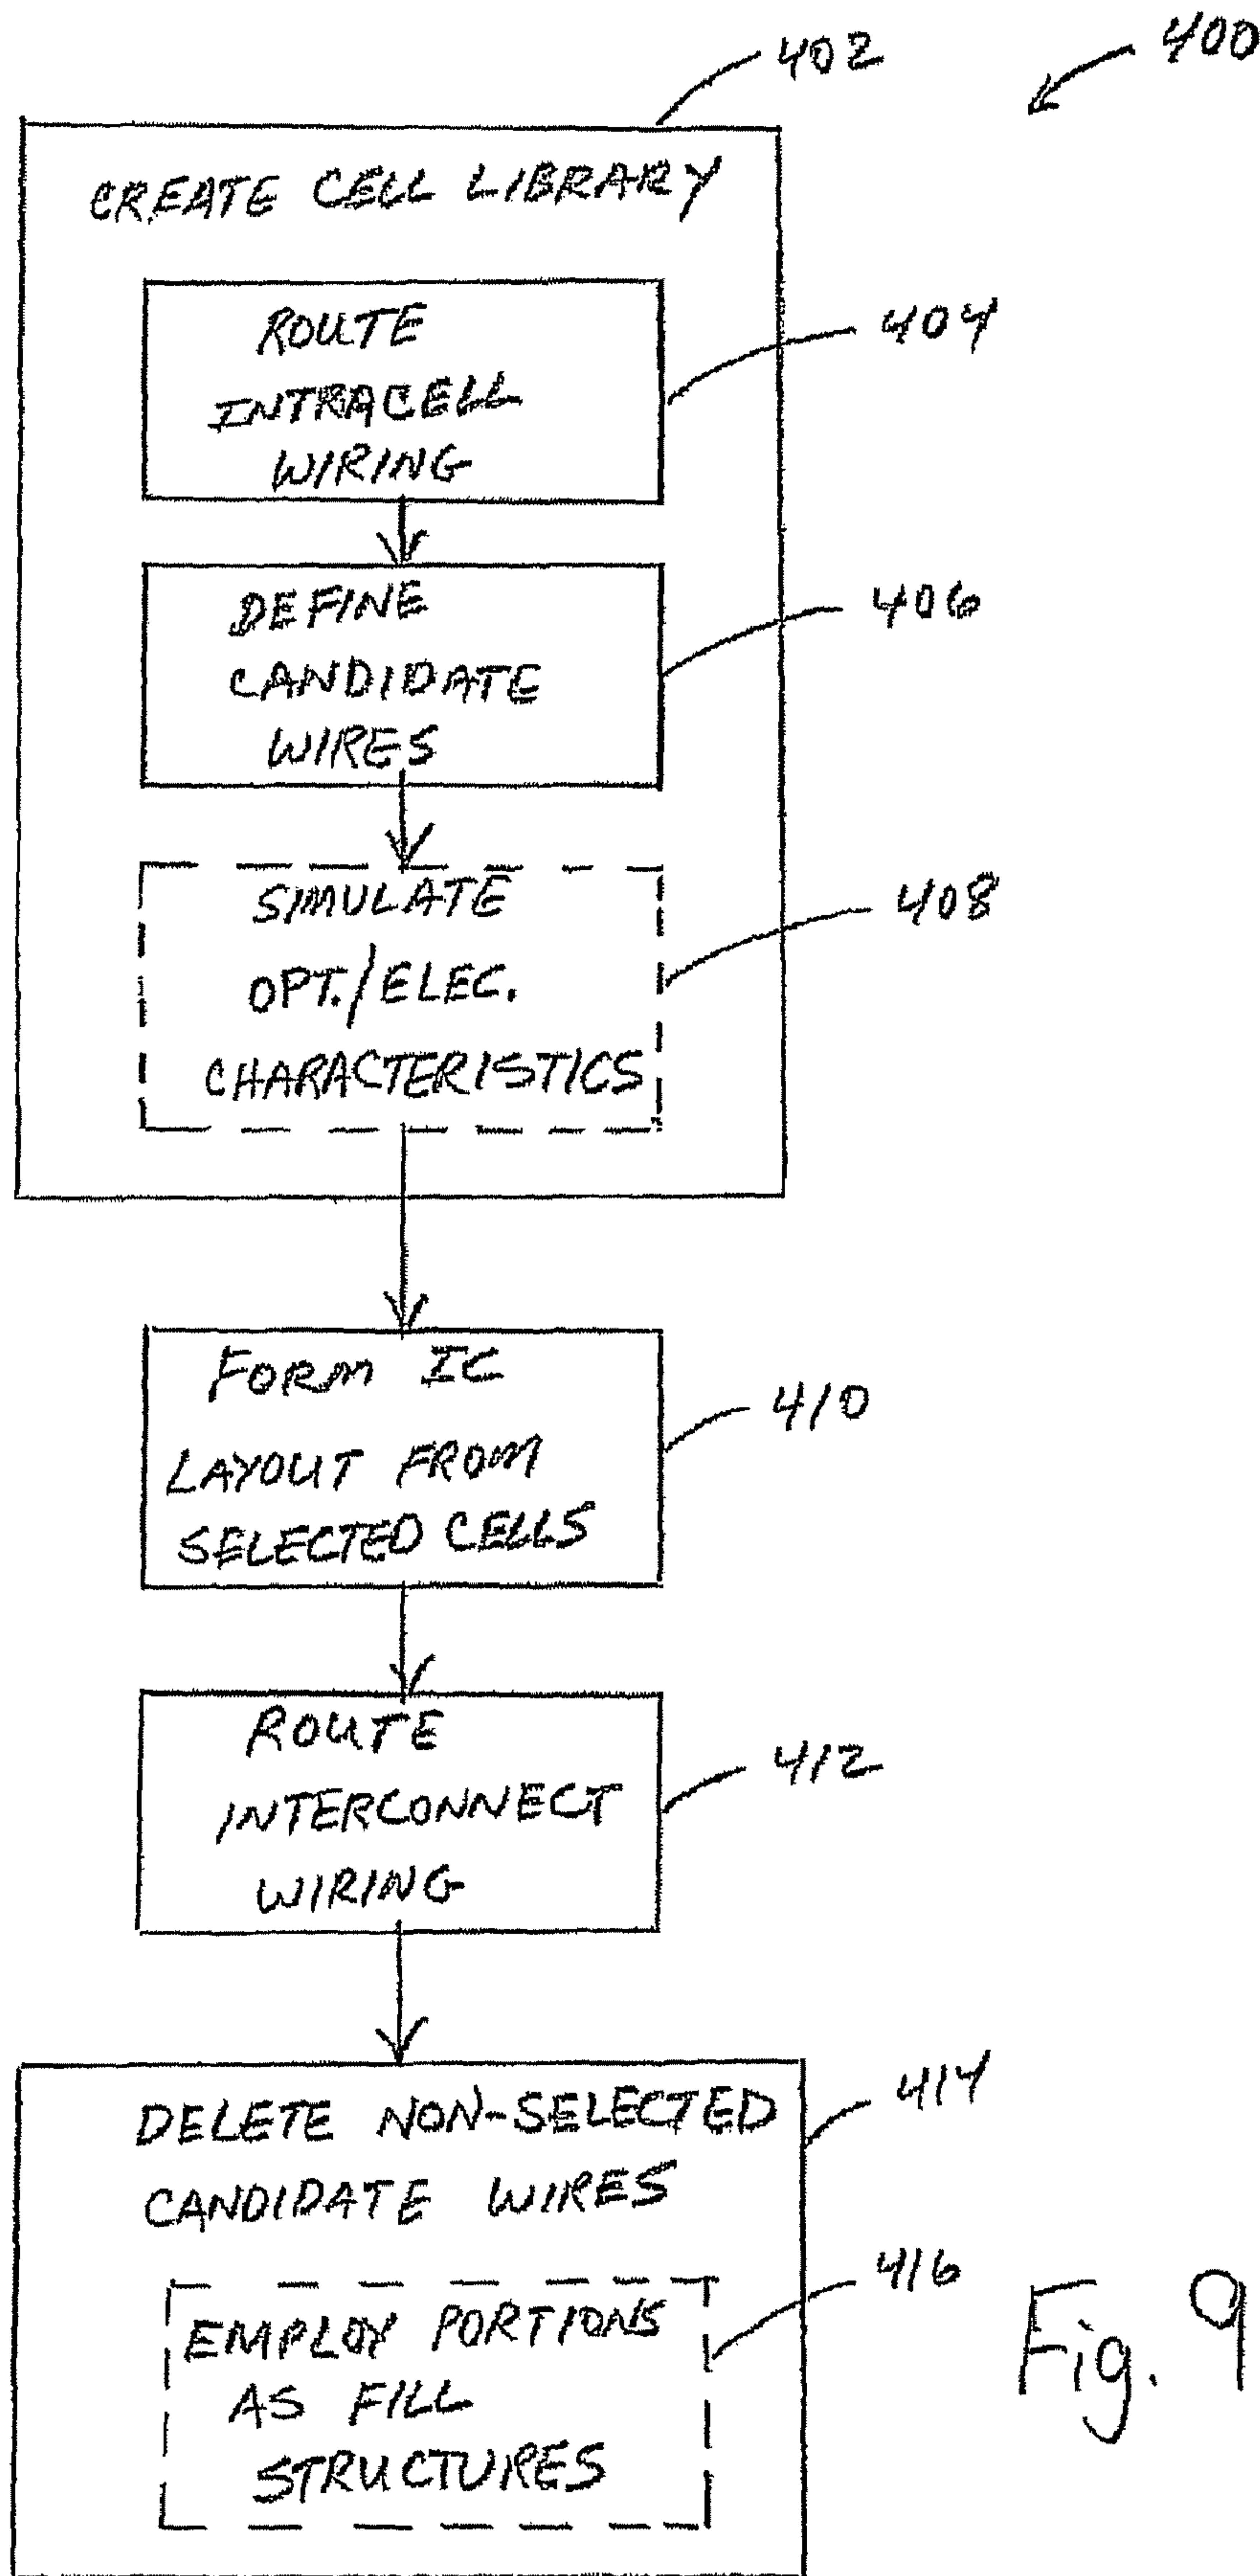 400
402
CREATE CELL LIBRARY
ROUTE
INTRACELL
WIRING
404
DEFINE
CANDIDATE
WIRES
406
SIMULATE
OPT./ELEC.
CHARACTERISTICS
408
FORM IC
LAYOUT FROM
SELECTED CELLS
410
ROUTE
INTERCONNECT
WIRING
412
DELETE NON-SELECTED
CANDIDATE WIRES
414
EMPLOY PORTIONS
AS FILL
STRUCTURES
416
Fig. 9